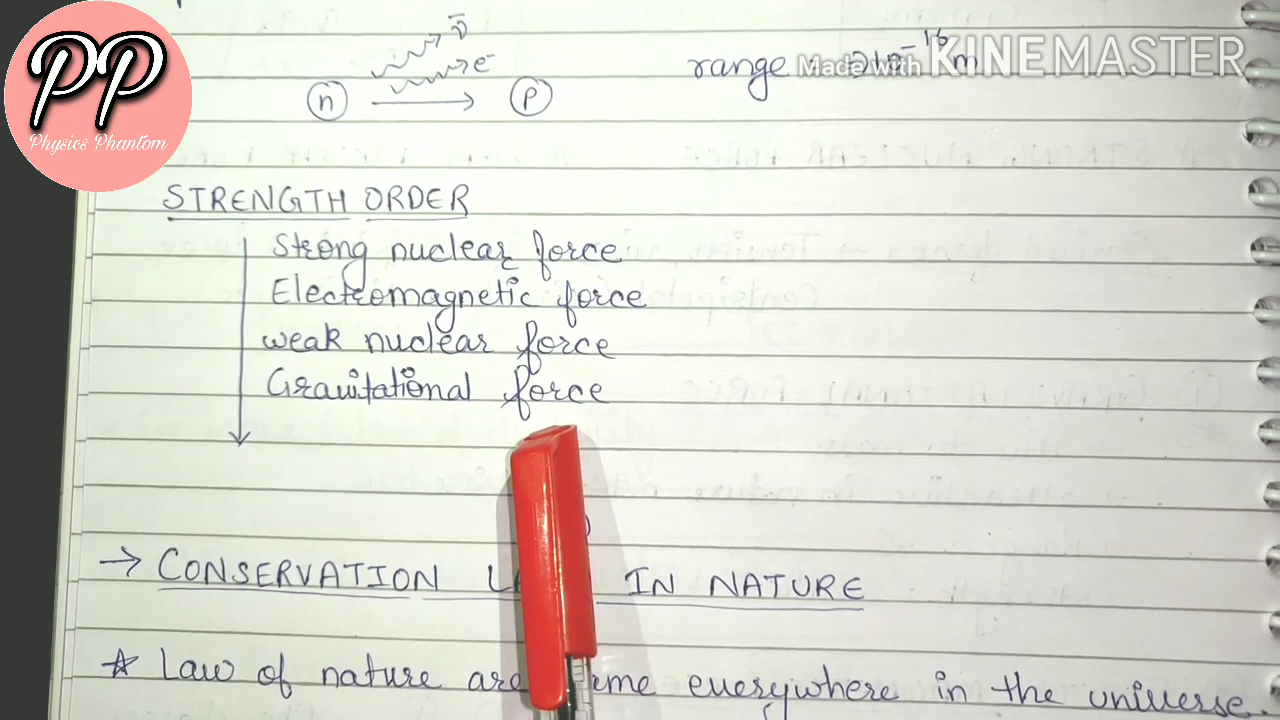 PP
Physics Phantom
ν̄
e⁻
n → p
range
m
Made with KINEMASTER
STRENGTH ORDER
Strong nuclear force
Electromagnetic force
weak nuclear force
Gravitational force
→ CONSERVATION IN NATURE
* Law of nature are everywhere in the universe.